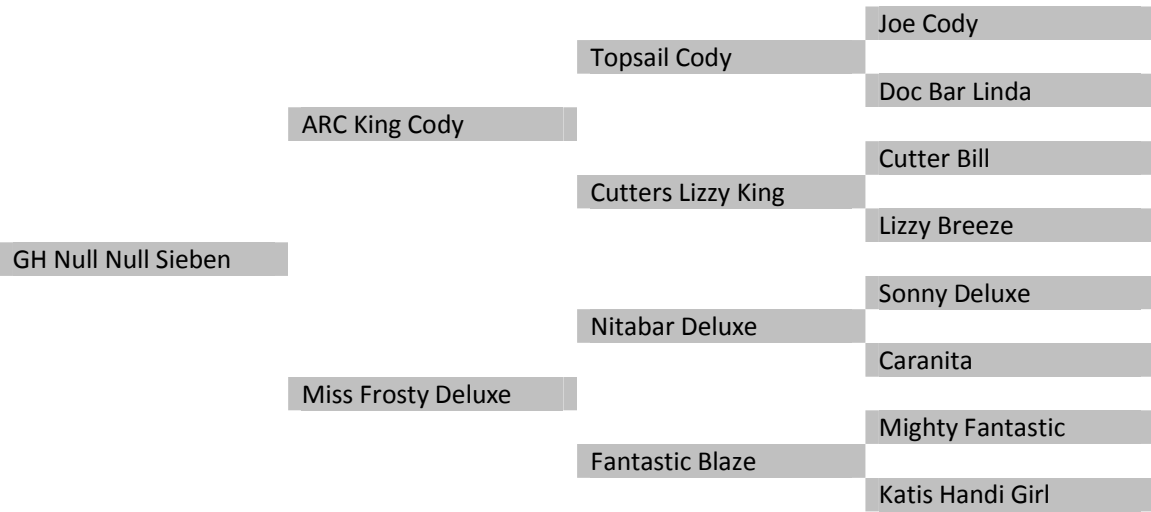 Joe Cody
Topsail Cody
Doc Bar Linda
ARC King Cody
Cutter Bill
Cutters Lizzy King
Lizzy Breeze
GH Null Null Sieben
Sonny Deluxe
Nitabar Deluxe
Caranita
Miss Frosty Deluxe
Mighty Fantastic
Fantastic Blaze
Katis Handi Girl